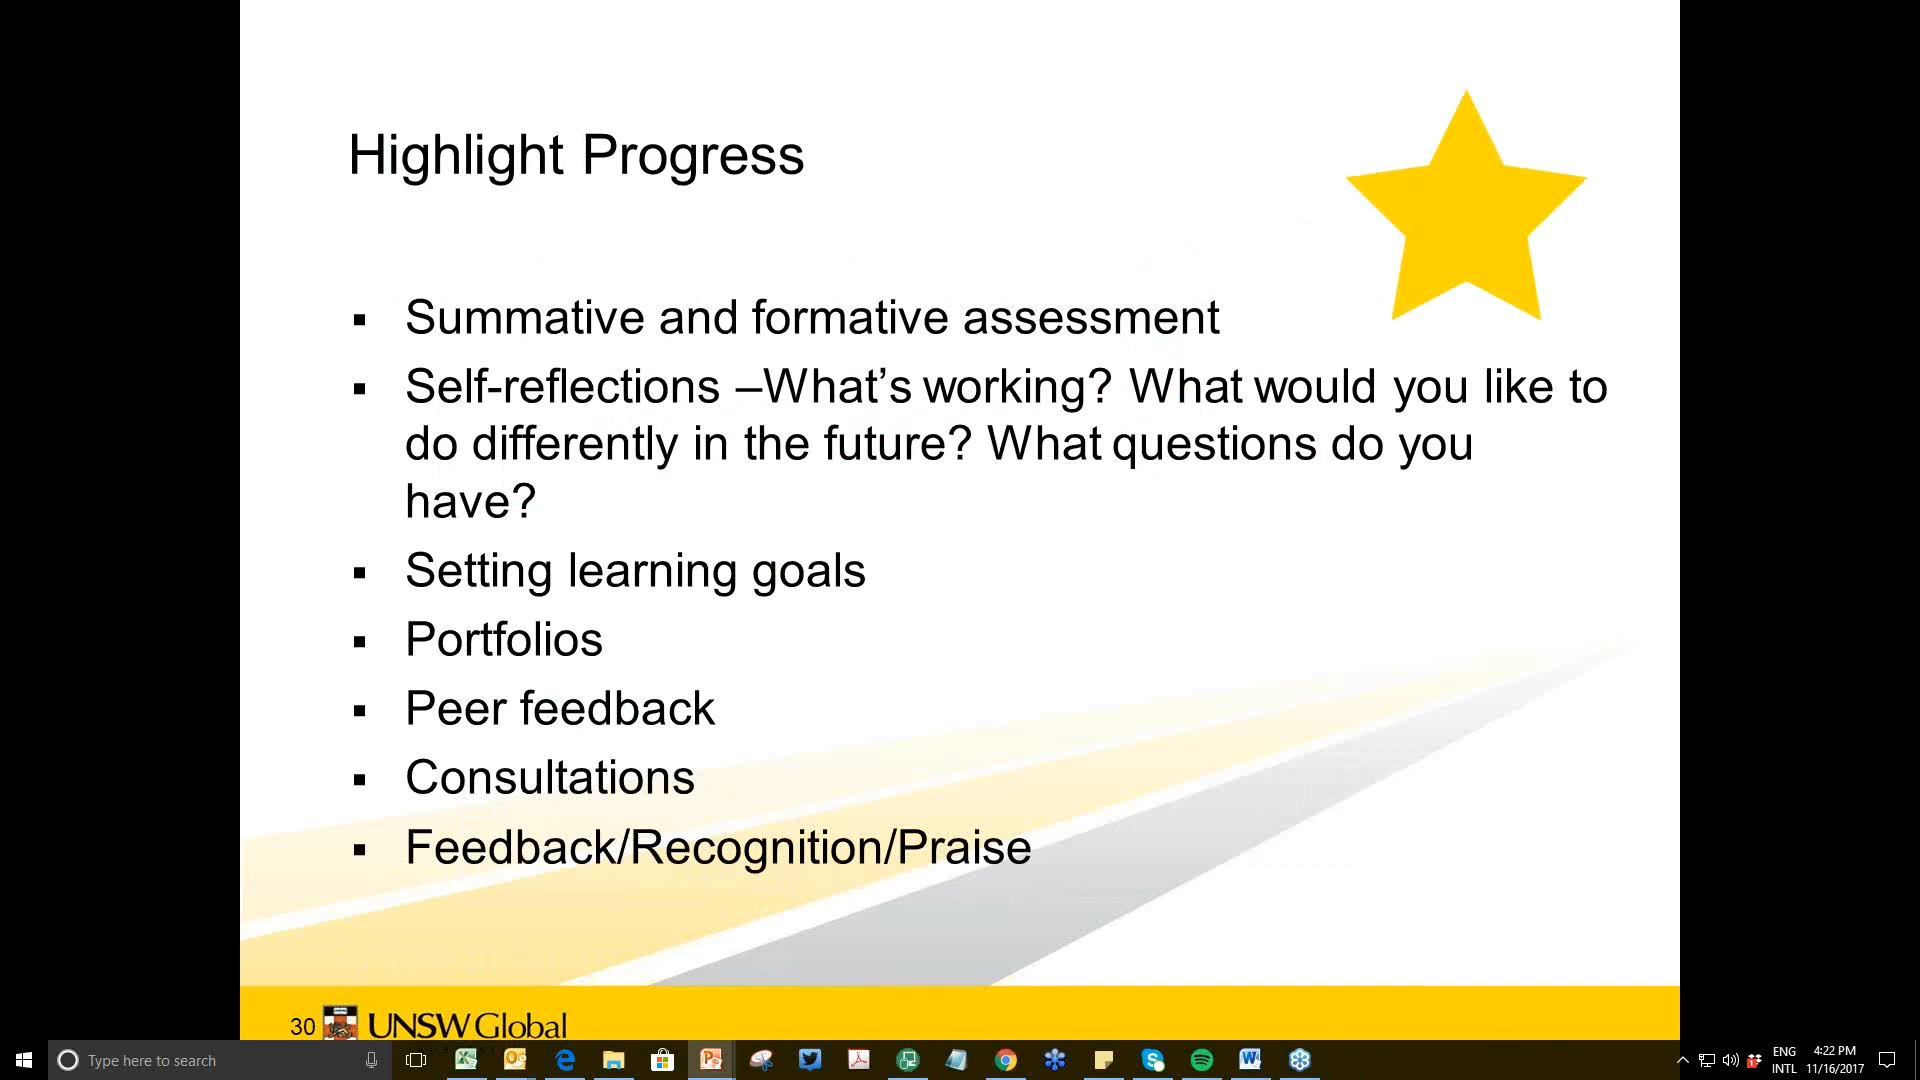 Highlight Progress
▪ Summative and formative assessment
▪ Self-reflections –What’s working? What would you like to
do differently in the future? What questions do you
have?
▪ Setting learning goals
▪ Portfolios
▪ Peer feedback
▪ Consultations
▪ Feedback/Recognition/Praise
30 UNSW Global
Type here to search
ENG 4:22 PM
INTL 11/16/2017